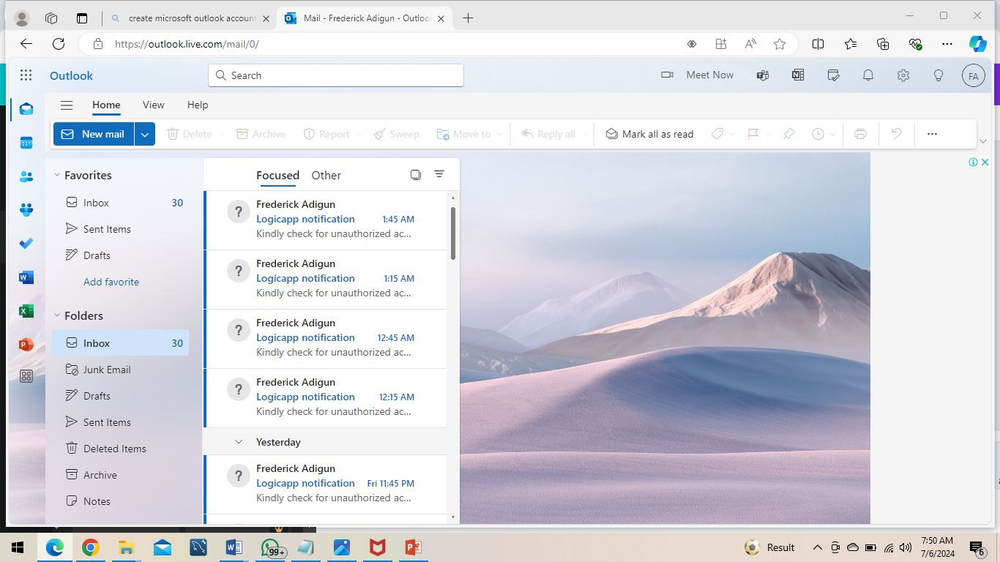 create microsoft outlook account
Mail - Frederick Adigun - Outloo
https://outlook.live.com/mail/0/
Outlook
Search
Meet Now
FA
Home
View
Help
New mail
Delete
Archive
Report
Sweep
Move to
Reply all
Mark all as read
Favorites
Inbox 30
Sent Items
Drafts
Add favorite
Folders
Inbox 30
Junk Email
Drafts
Sent Items
Deleted Items
Archive
Notes
Focused
Other
Frederick Adigun
Logicapp notification 1:45 AM
Kindly check for unauthorized ac...
Frederick Adigun
Logicapp notification 1:15 AM
Kindly check for unauthorized ac...
Frederick Adigun
Logicapp notification 12:45 AM
Kindly check for unauthorized ac...
Frederick Adigun
Logicapp notification 12:15 AM
Kindly check for unauthorized ac...
Yesterday
Frederick Adigun
Logicapp notification Fri 11:45 PM
Kindly check for unauthorized ac...
99+
Result
7:50 AM
7/6/2024
6